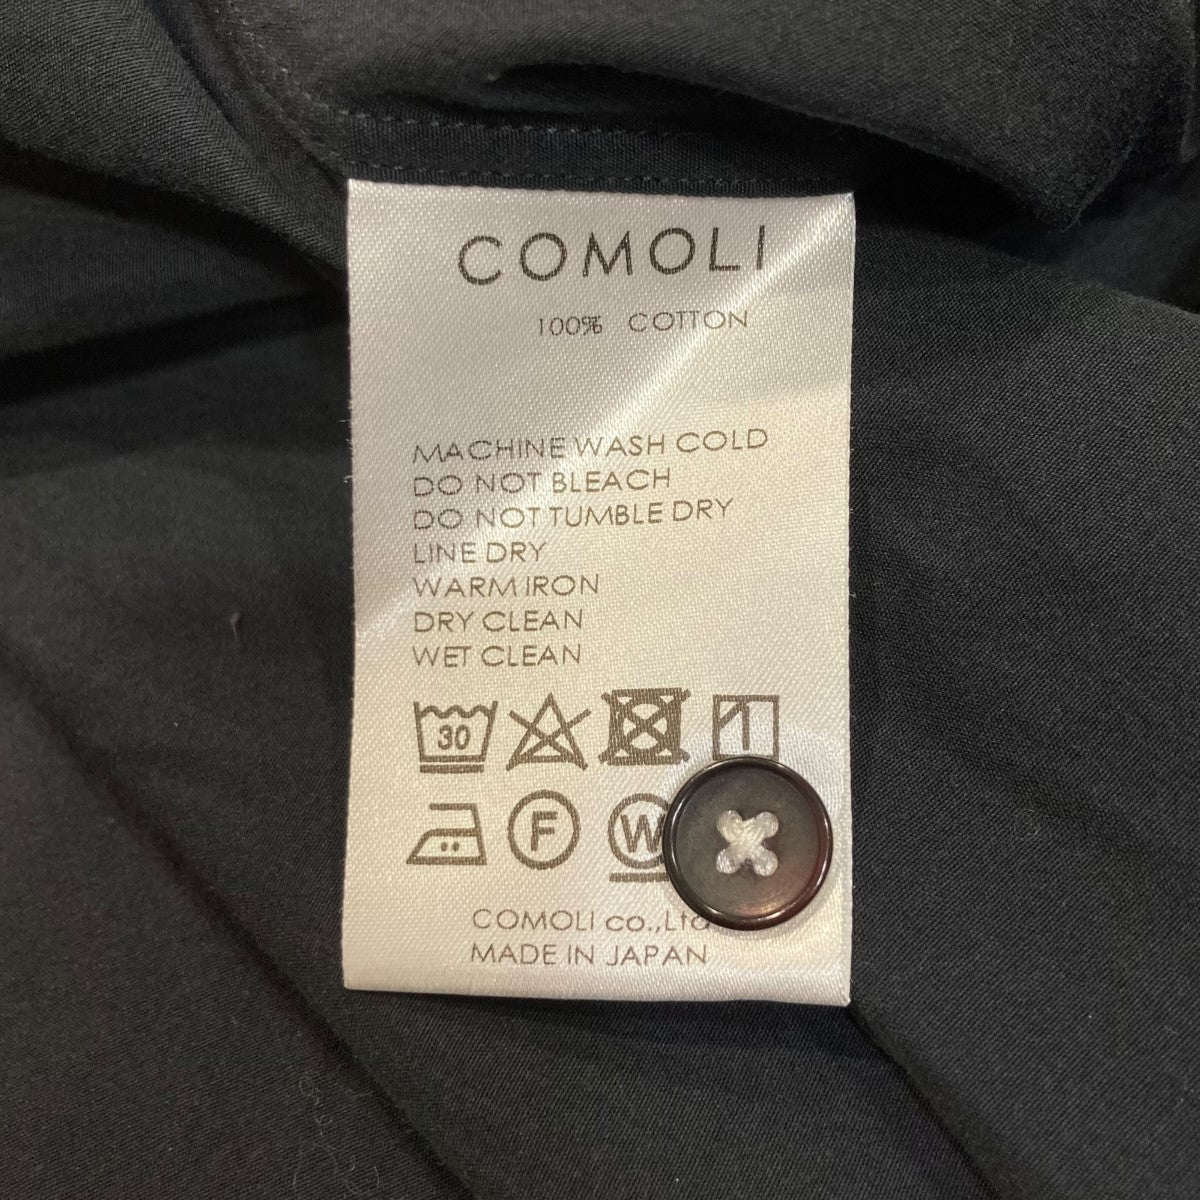 COMOLI
100% COTTON
MACHINE WASH COLD
DO NOT BLEACH
DO NOT TUMBLE DRY
LINE DRY
WARM IRON
DRY CLEAN
WET CLEAN
30
F W
COMOLI co.,Ltd
MADE IN JAPAN